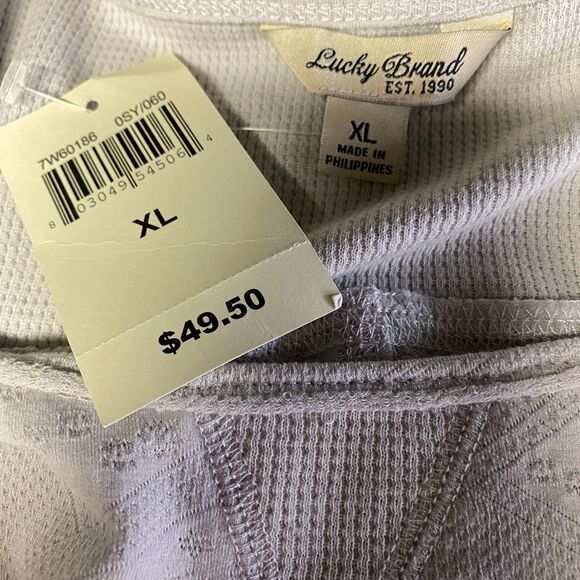 Lucky Brand
EST. 1990
XL
MADE IN
PHILIPPINES
7W60186 0SY/060
8 03049 54506 4
XL
$49.50